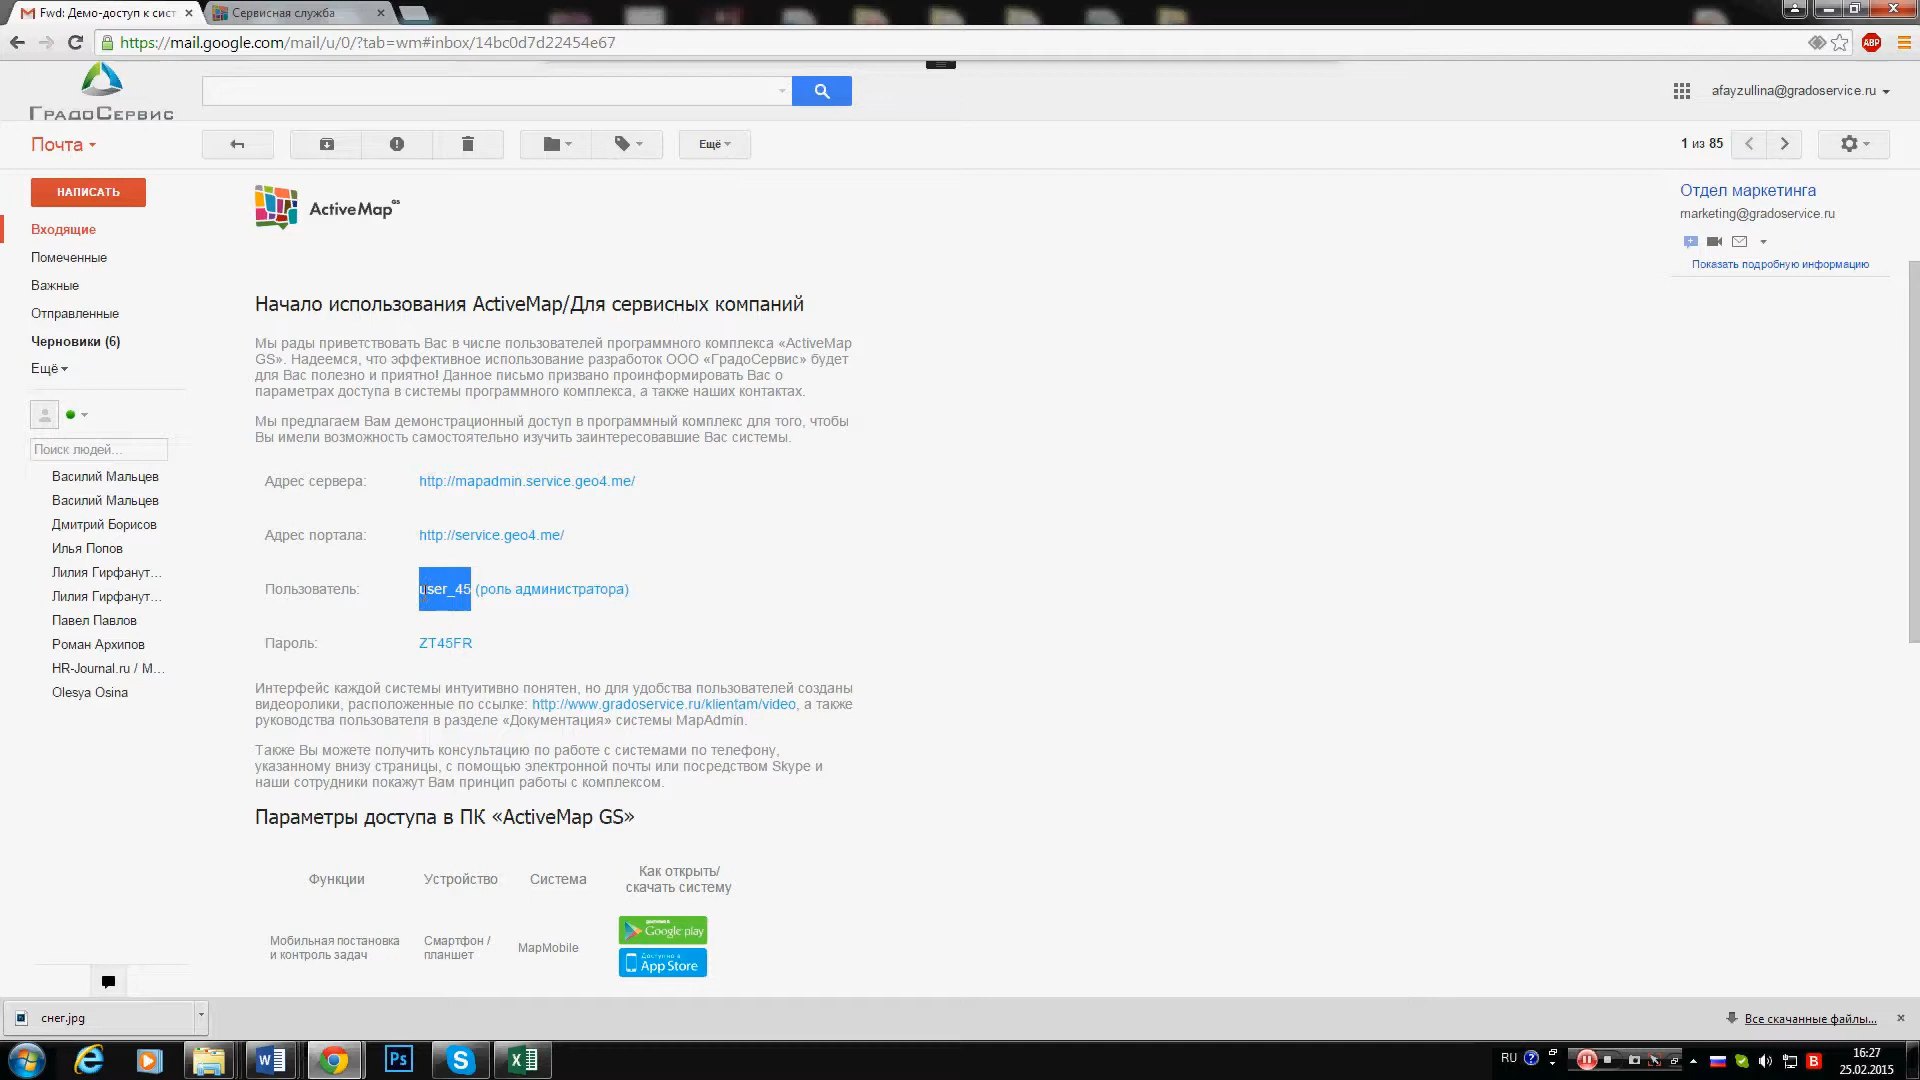 Fwd: Демо-доступ к сист
Сервисная служба
https://mail.google.com/mail/u/0/?tab=wm#inbox/14bc0d7d22454e67
ABP
ГрадоСервис
afayzullina@gradoservice.ru
Почта
Ещё
1 из 85
НАПИСАТЬ
Входящие
Помеченные
Важные
Отправленные
Черновики (6)
Ещё
Поиск людей...
Василий Мальцев
Василий Мальцев
Дмитрий Борисов
Илья Попов
Лилия Гирфанут...
Лилия Гирфанут...
Павел Павлов
Роман Архипов
HR-Journal.ru / М...
Olesya Osina
ActiveMap GS
Начало использования ActiveMap/Для сервисных компаний
Мы рады приветствовать Вас в числе пользователей программного комплекса «ActiveMap
GS». Надеемся, что эффективное использование разработок ООО «ГрадоСервис» будет
для Вас полезно и приятно! Данное письмо призвано проинформировать Вас о
параметрах доступа в системы программного комплекса, а также наших контактах.
Мы предлагаем Вам демонстрационный доступ в программный комплекс для того, чтобы
Вы имели возможность самостоятельно изучить заинтересовавшие Вас системы.
Адрес сервера: http://mapadmin.service.geo4.me/
Адрес портала: http://service.geo4.me/
Пользователь: user_45 (роль администратора)
Пароль: ZT45FR
Интерфейс каждой системы интуитивно понятен, но для удобства пользователей созданы
видеоролики, расположенные по ссылке: http://www.gradoservice.ru/klientam/video, а также
руководства пользователя в разделе «Документация» системы MapAdmin.
Также Вы можете получить консультацию по работе с системами по телефону,
указанному внизу страницы, с помощью электронной почты или посредством Skype и
наши сотрудники покажут Вам принцип работы с комплексом.
Параметры доступа в ПК «ActiveMap GS»
Функции Устройство Система Как открыть/
скачать систему
Мобильная постановка
и контроль задач
Смартфон /
планшет
MapMobile
Google play
Доступно в
App Store
Отдел маркетинга
marketing@gradoservice.ru
Показать подробную информацию
снег.jpg
Все скачанные файлы...
Ps
RU
16:27
25.02.2015